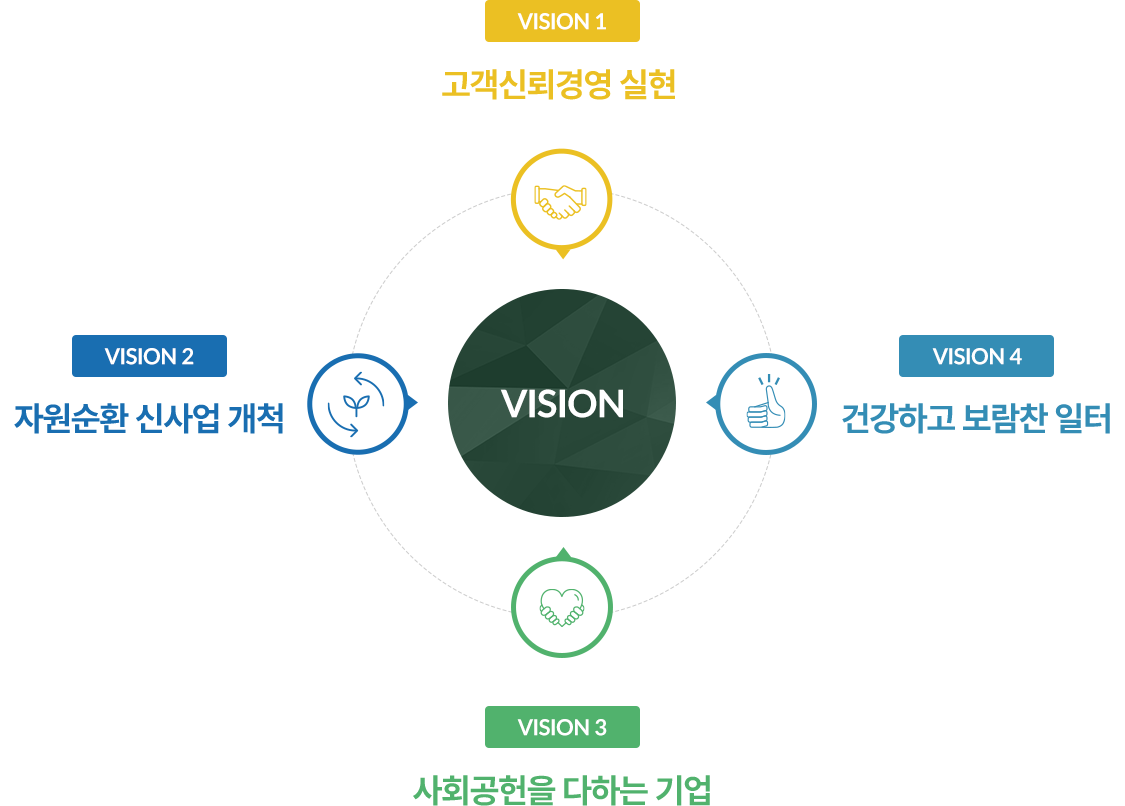 VISION 1
고객신뢰경영 실현
VISION 2
자원순환 신사업 개척
VISION
VISION 4
건강하고 보람찬 일터
VISION 3
사회공헌을 다하는 기업